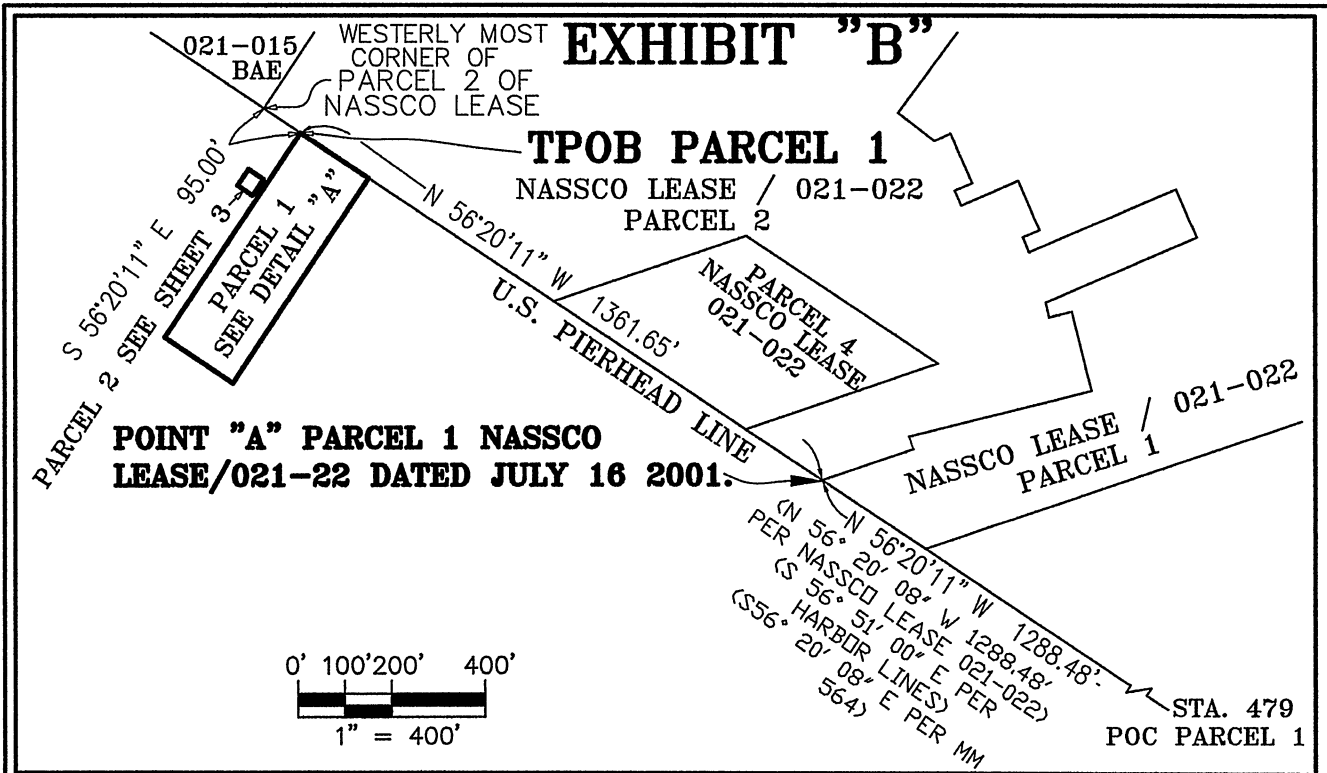 EXHIBIT "B"
021-015
BAE
WESTERLY MOST
CORNER OF
PARCEL 2 OF
NASSCO LEASE
TPOB PARCEL 1
NASSCO LEASE / 021-022
PARCEL 2
S 56°20'11" E 95.00'
PARCEL 2 SEE SHEET 3
PARCEL 1
SEE DETAIL "A"
N 56°20'11" W 1361.65'
U.S. PIERHEAD LINE
PARCEL 4
NASSCO LEASE
021-022
NASSCO LEASE / 021-022
PARCEL 1
POINT "A" PARCEL 1 NASSCO
LEASE/021-22 DATED JULY 16 2001.
N 56°20'11" W 1288.48'
(N 56° 20' 08" W 1288.48'
PER NASSCO LEASE 021-022)
(S 56° 51' 00" E PER
HARBOR LINES)
(S56° 20' 08" E PER MM
564)
STA. 479
POC PARCEL 1
0' 100' 200' 400'
1" = 400'